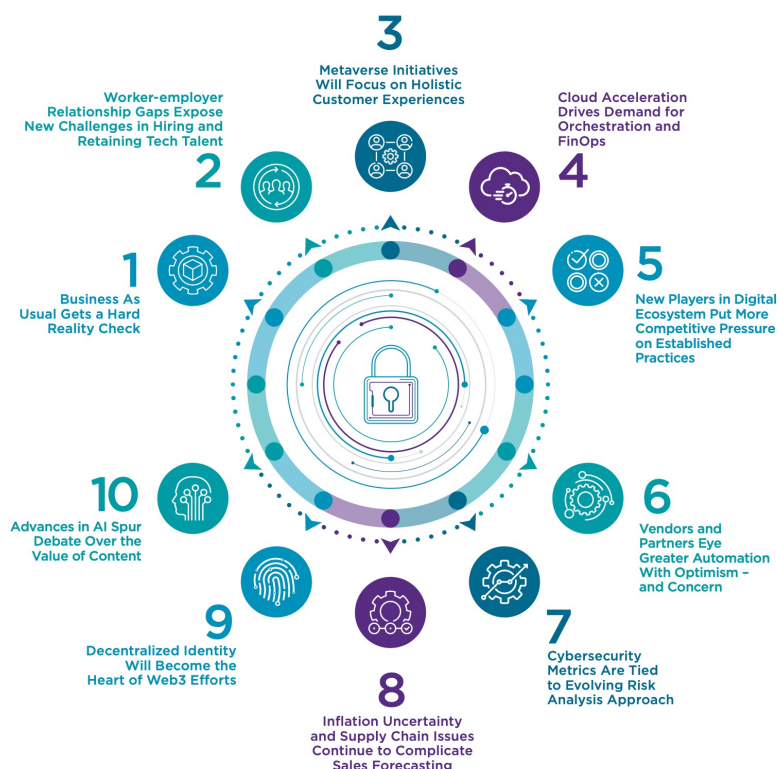 3
Metaverse Initiatives
Will Focus on Holistic
Customer Experiences
Worker-employer
Relationship Gaps Expose
New Challenges in Hiring and
Retaining Tech Talent
2
Cloud Acceleration
Drives Demand for
Orchestration and
FinOps
4
1
Business As
Usual Gets a Hard
Reality Check
5
New Players in Digital
Ecosystem Put More
Competitive Pressure
on Established
Practices
10
Advances in AI Spur
Debate Over the
Value of Content
6
Vendors and
Partners Eye
Greater Automation
With Optimism –
and Concern
9
Decentralized Identity
Will Become the
Heart of Web3 Efforts
7
Cybersecurity
Metrics Are Tied
to Evolving Risk
Analysis Approach
8
Inflation Uncertainty
and Supply Chain Issues
Continue to Complicate
Sales Forecasting